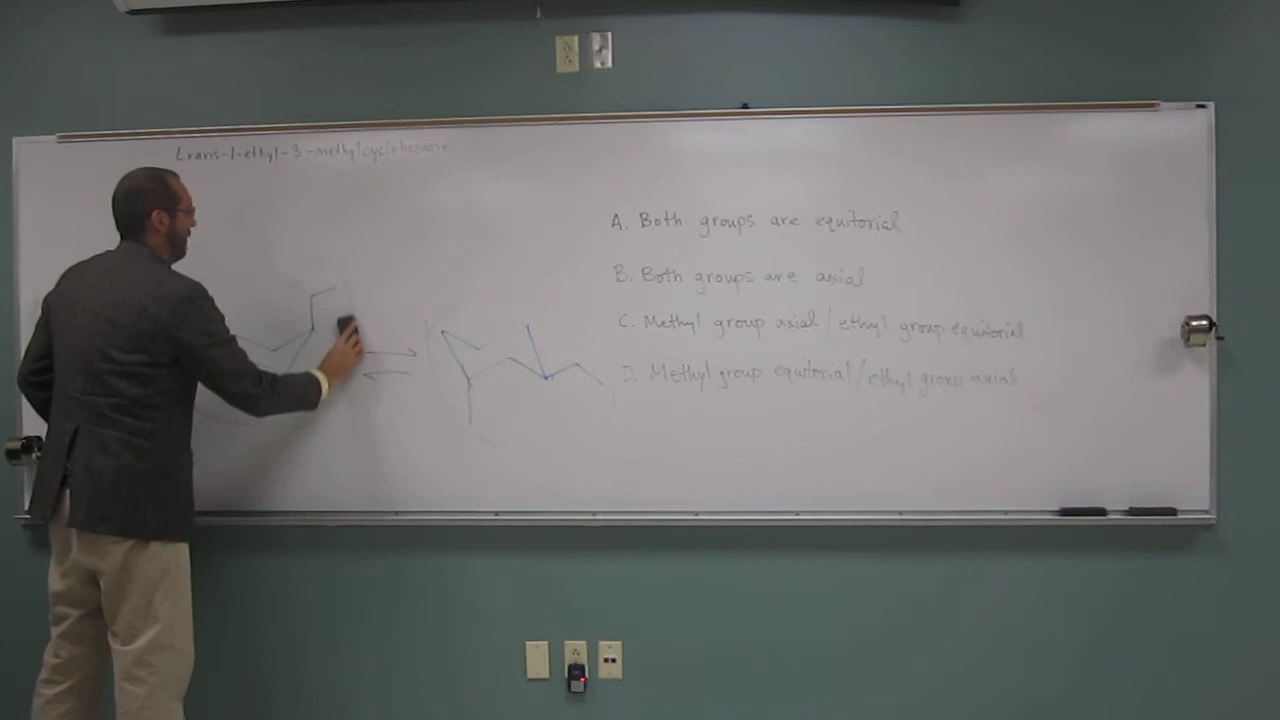 trans-1-ethyl-3-methylcyclohexane
A. Both groups are equitorial
B. Both groups are axial
C. Methyl group axial/ethyl group equitorial
D. Methyl group equitorial/ethyl group axial